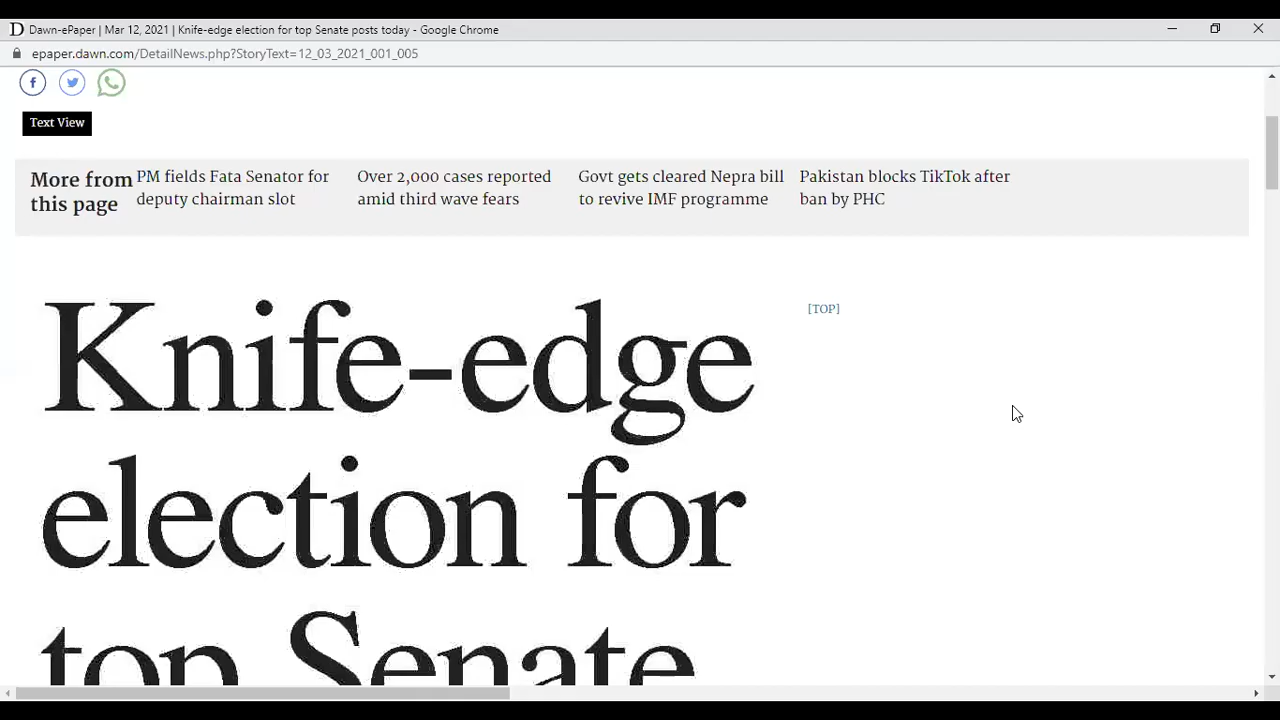 Dawn-ePaper | Mar 12, 2021 | Knife-edge election for top Senate posts today - Google Chrome
epaper.dawn.com/DetailNews.php?StoryText=12_03_2021_001_005
Text View
More from
this page
PM fields Fata Senator for
deputy chairman slot
Over 2,000 cases reported
amid third wave fears
Govt gets cleared Nepra bill
to revive IMF programme
Pakistan blocks TikTok after
ban by PHC
Knife-edge
election for
top Senate
[TOP]